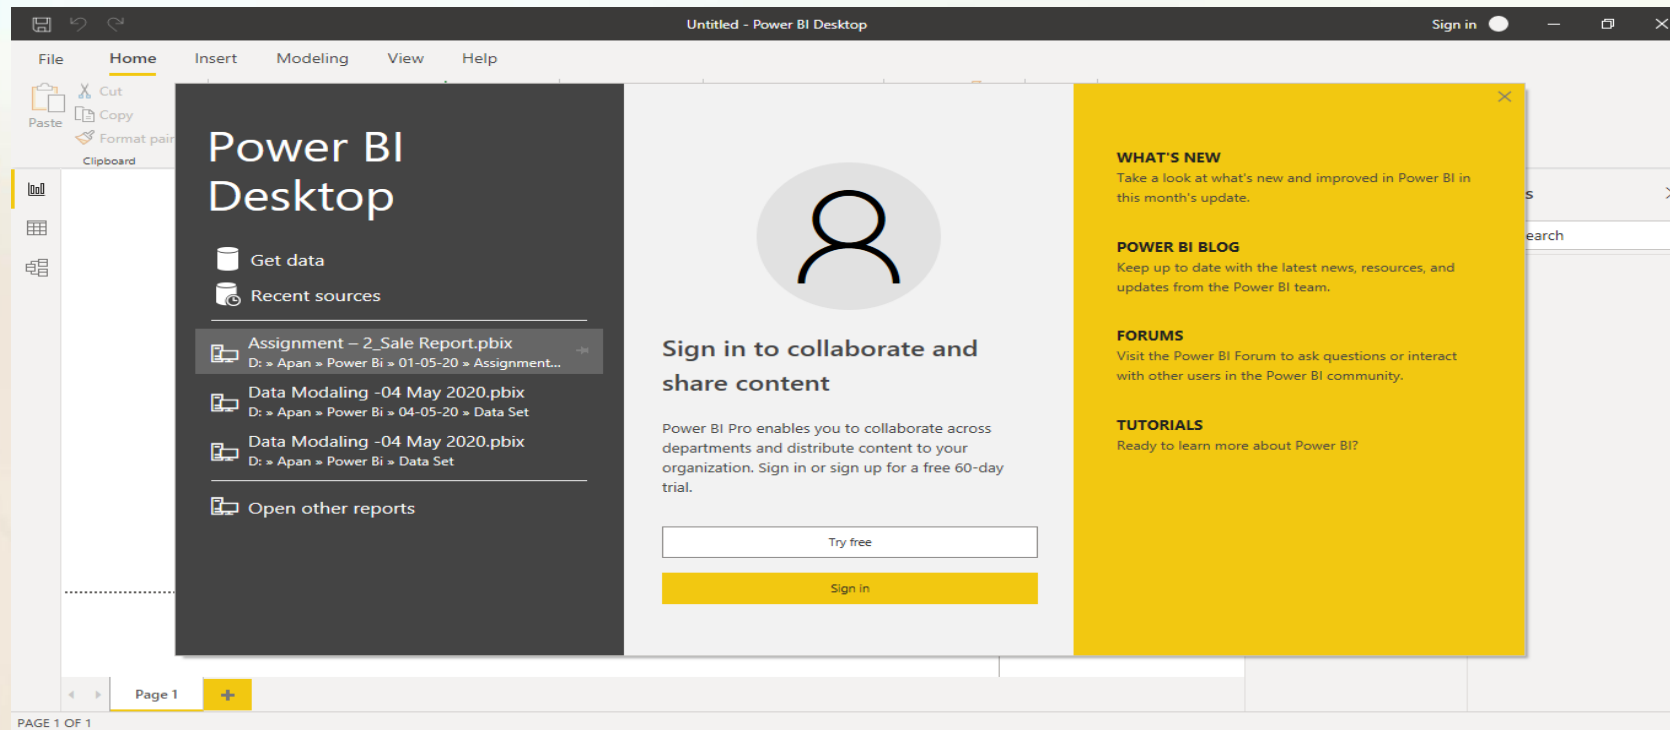 Untitled - Power BI Desktop
Sign in
File Home Insert Modeling View Help
Paste
Cut
Copy
Format pain
Clipboard
Power BI
Desktop
Get data
Recent sources
Assignment – 2_Sale Report.pbix
D: » Apan » Power Bi » 01-05-20 » Assignment...
Data Modaling -04 May 2020.pbix
D: » Apan » Power Bi » 04-05-20 » Data Set
Data Modaling -04 May 2020.pbix
D: » Apan » Power Bi » Data Set
Open other reports
Sign in to collaborate and
share content
Power BI Pro enables you to collaborate across
departments and distribute content to your
organization. Sign in or sign up for a free 60-day
trial.
Try free
Sign in
WHAT'S NEW
Take a look at what's new and improved in Power BI in
this month's update.
POWER BI BLOG
Keep up to date with the latest news, resources, and
updates from the Power BI team.
FORUMS
Visit the Power BI Forum to ask questions or interact
with other users in the Power BI community.
TUTORIALS
Ready to learn more about Power BI?
s
earch
Page 1
PAGE 1 OF 1